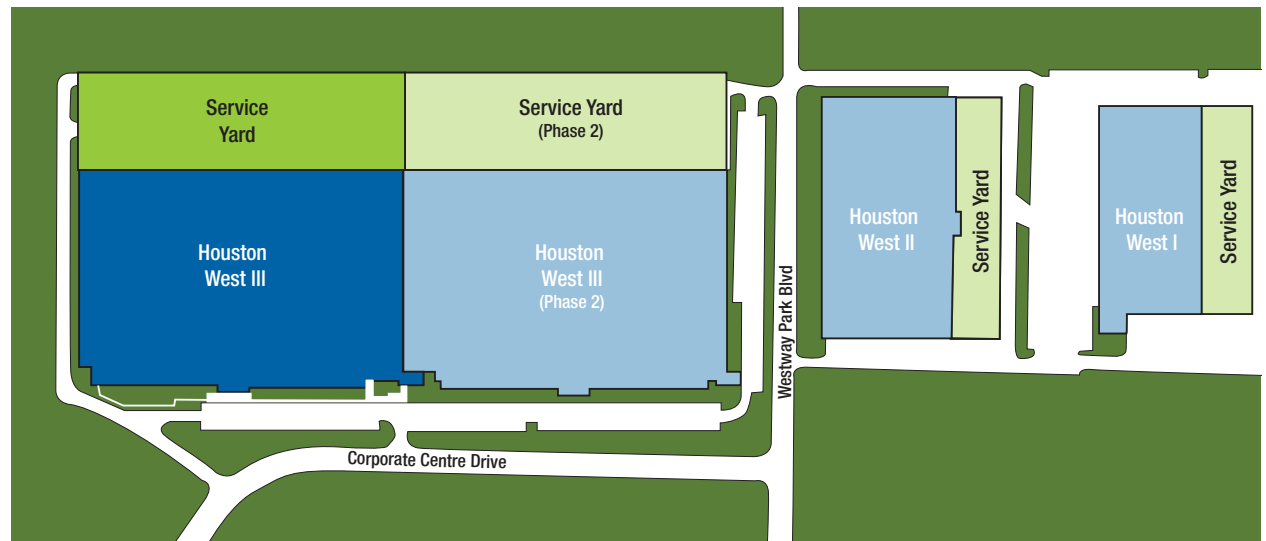 Service
Yard
Service Yard
(Phase 2)
Houston
West III
Houston
West III
(Phase 2)
Westway Park Blvd
Houston
West II
Service Yard
Houston
West I
Service Yard
Corporate Centre Drive